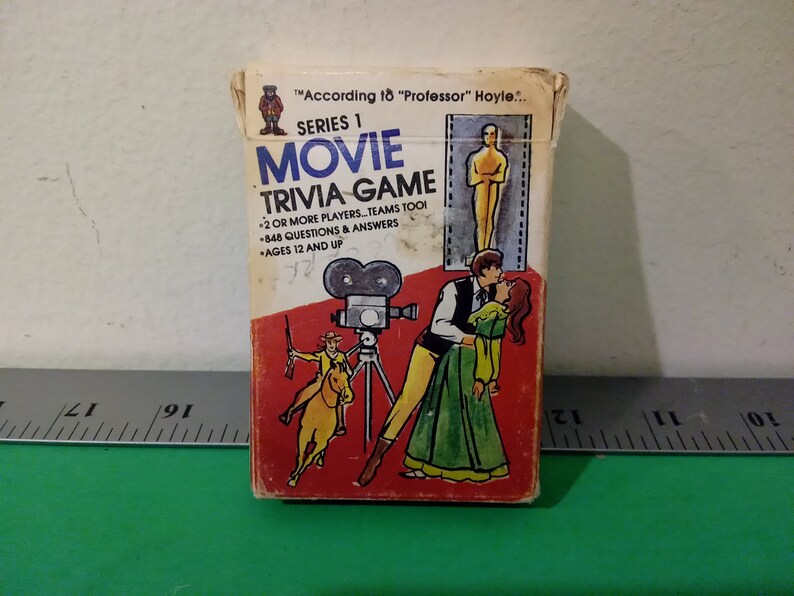 ™According to "Professor" Hoyle®...
SERIES 1
MOVIE
TRIVIA GAME
•2 OR MORE PLAYERS...TEAMS TOO!
•848 QUESTIONS & ANSWERS
•AGES 12 AND UP
17 16 12 11 10